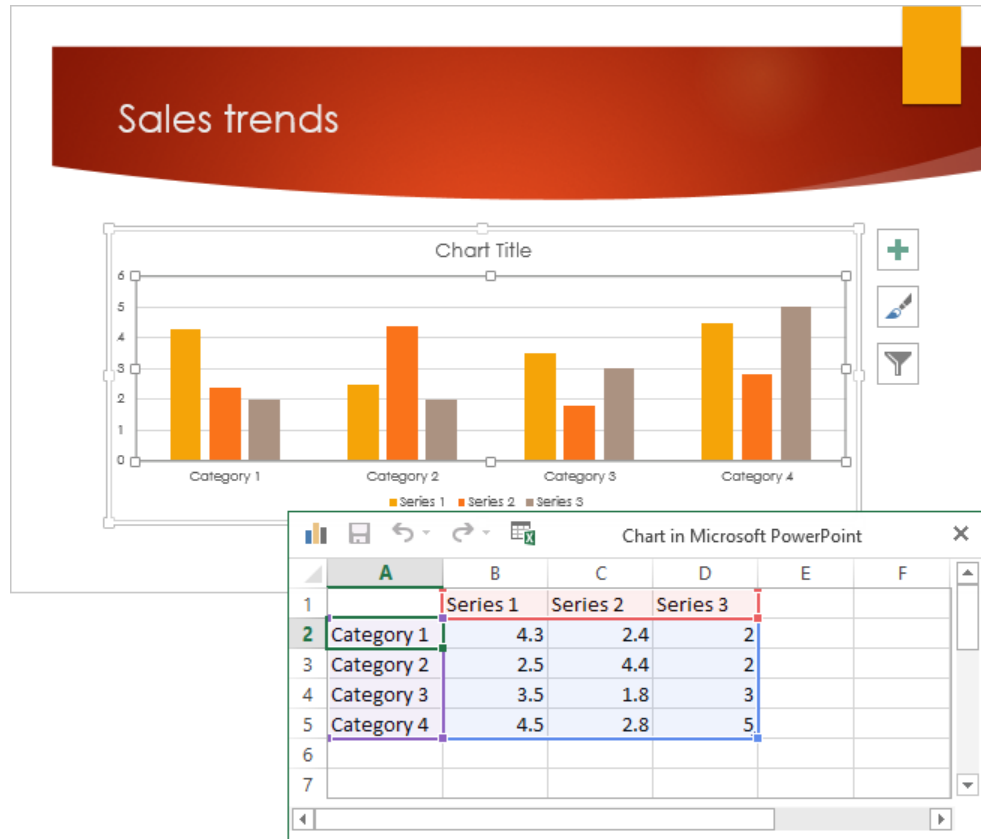 Sales trends
Chart Title
6
5
4
3
2
1
0
Category 1 Category 2 Category 3 Category 4
Series 1 Series 2 Series 3
Chart in Microsoft PowerPoint
A B C D E F
1 Series 1 Series 2 Series 3
2 Category 1 4.3 2.4 2
3 Category 2 2.5 4.4 2
4 Category 3 3.5 1.8 3
5 Category 4 4.5 2.8 5
6
7